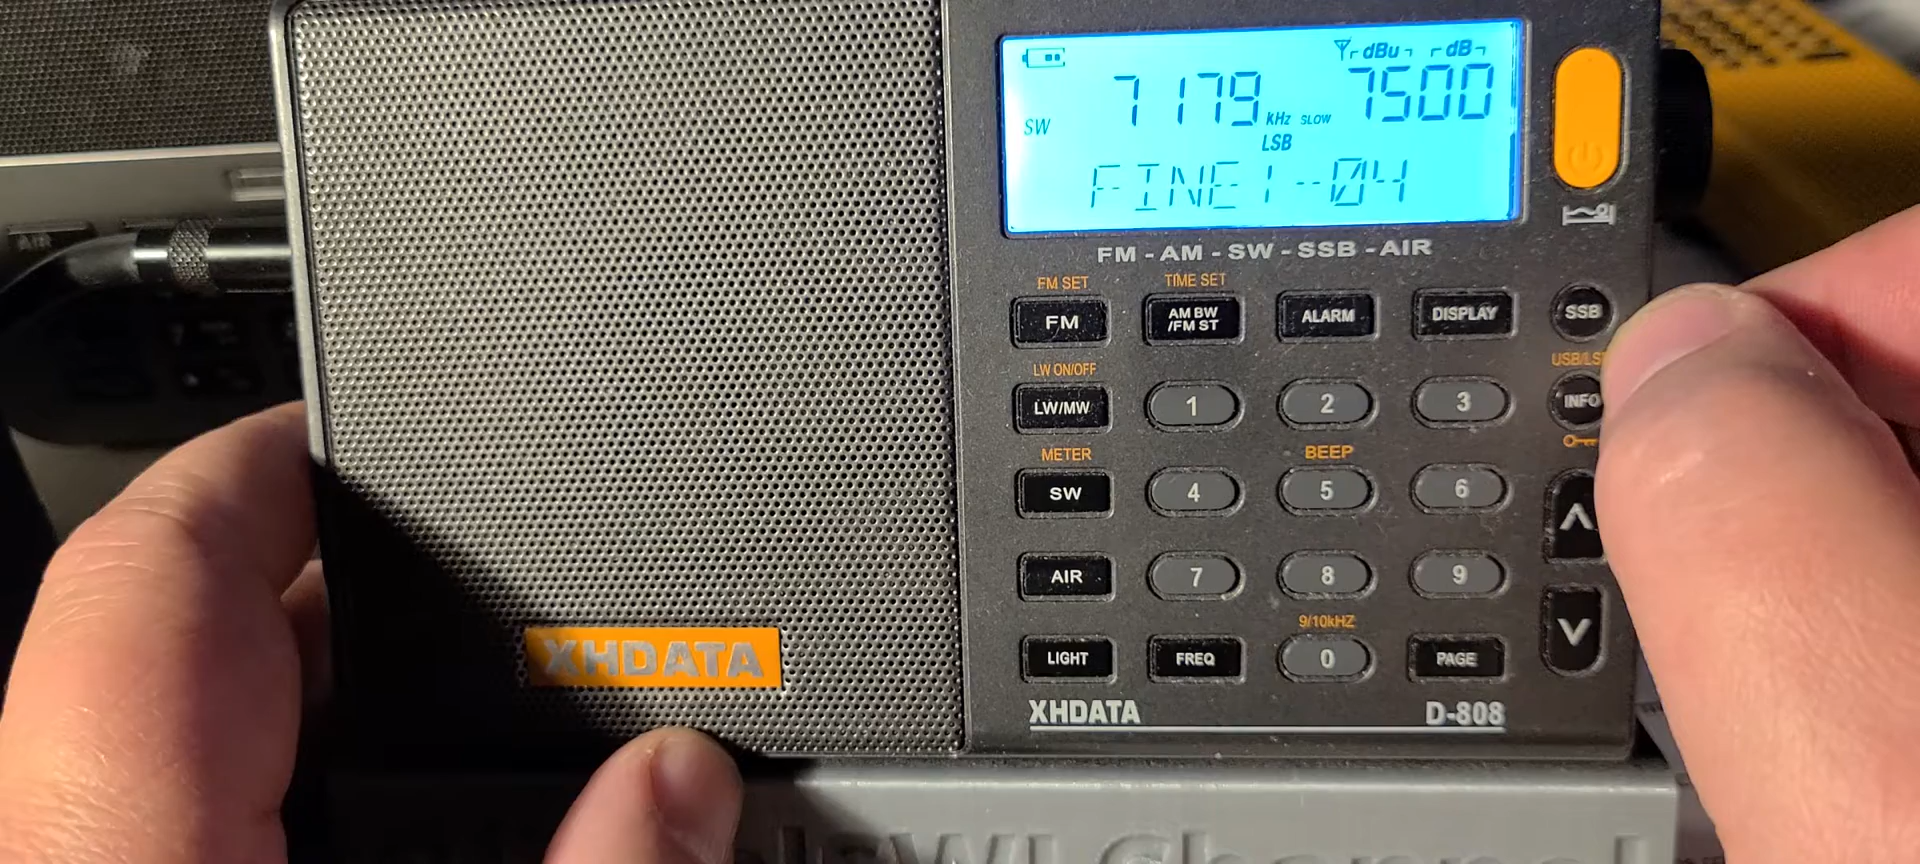 dBu dB
7179 7500
SW kHz SLOW
LSB
FINE1--04
FM - AM - SW - SSB - AIR
FM SET TIME SET
FM AM BW /FM ST ALARM DISPLAY SSB
LW ON/OFF
LW/MW 1 2 3 INFO
METER BEEP
SW 4 5 6
AIR 7 8 9
9/10kHZ
LIGHT FREQ 0 PAGE
XHDATA
XHDATA D-808
Channel